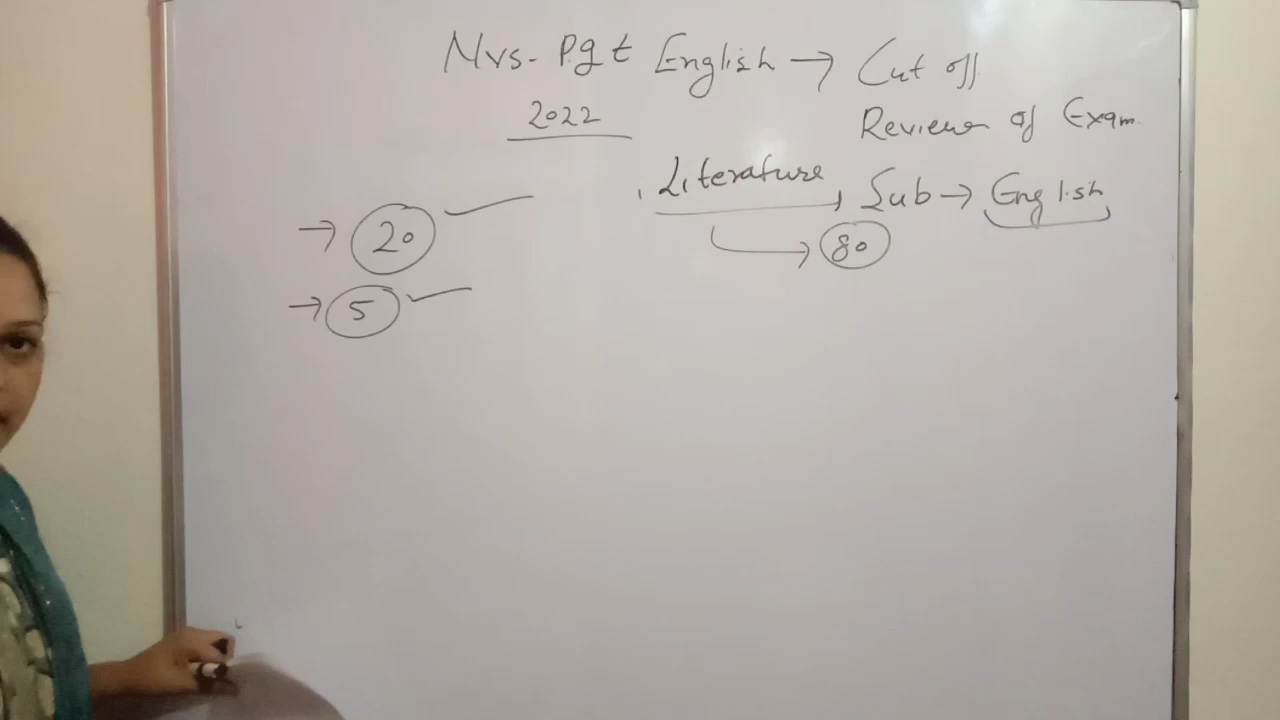 Nvs- Pgt English → Cut off
2022
Review of Exam.
Literature, Sub → English
→ 20
→ 80
→ 5